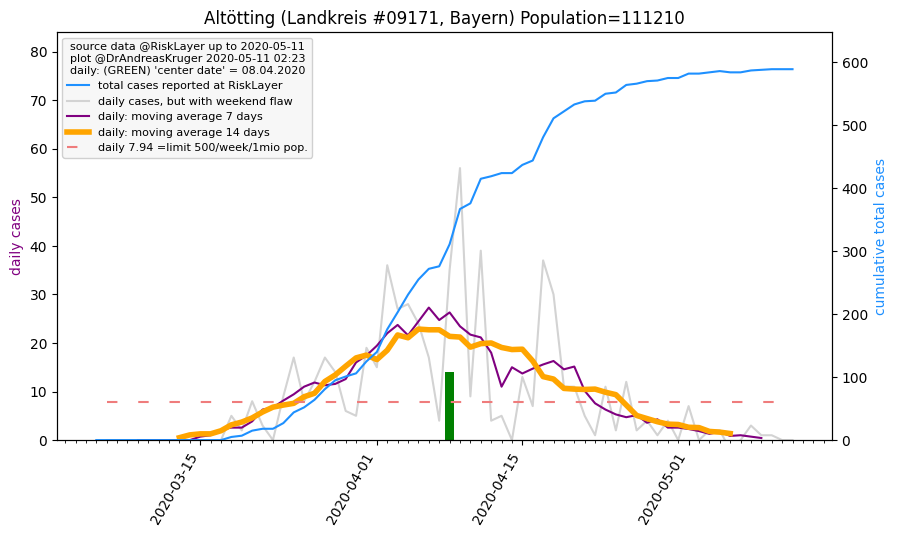 Altötting (Landkreis #09171, Bayern) Population=111210
source data @RiskLayer up to 2020-05-11
plot @DrAndreasKruger 2020-05-11 02:23
daily: (GREEN) 'center date' = 08.04.2020
total cases reported at RiskLayer
daily cases, but with weekend flaw
daily: moving average 7 days
daily: moving average 14 days
daily 7.94 =limit 500/week/1mio pop.
daily cases
80
70
60
50
40
30
20
10
0
cumulative total cases
600
500
400
300
200
100
0
2020-03-15
2020-04-01
2020-04-15
2020-05-01